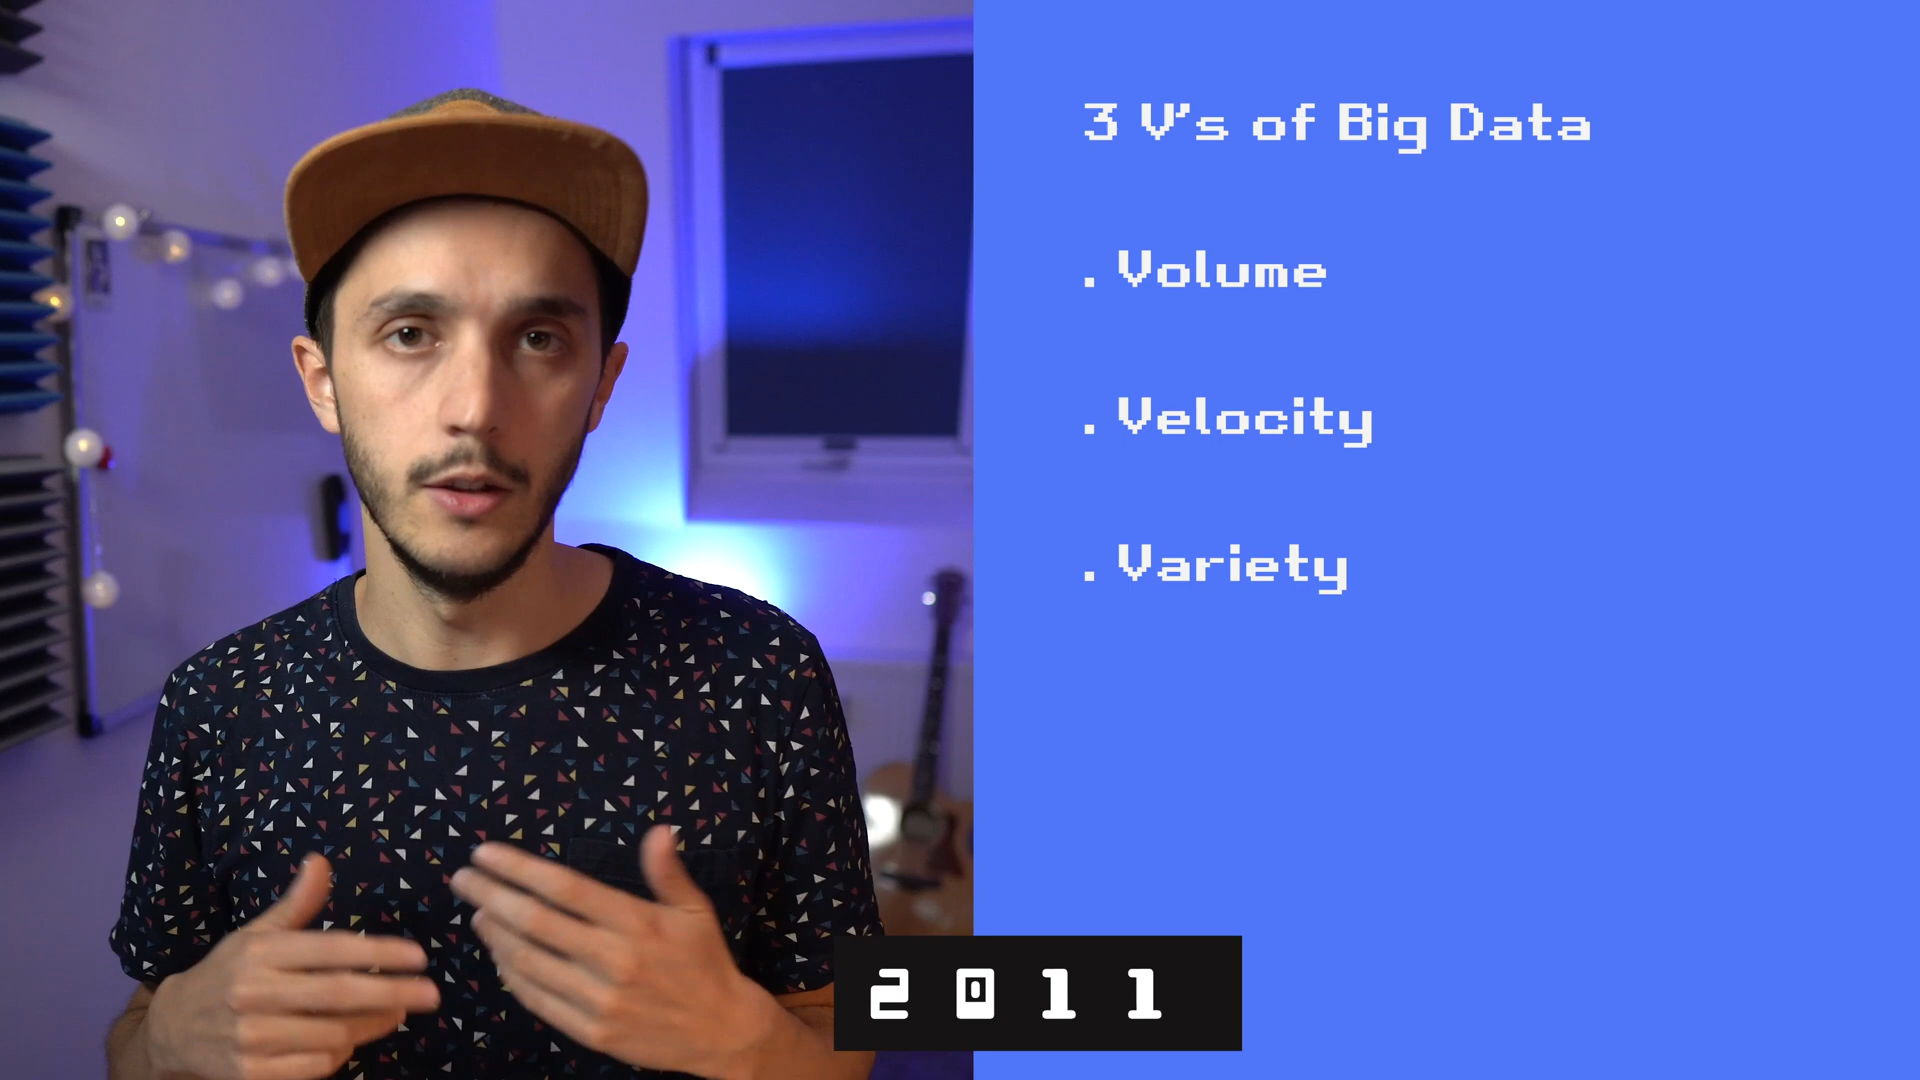 3 V's of Big Data
. Volume
. Velocity
. Variety
2011